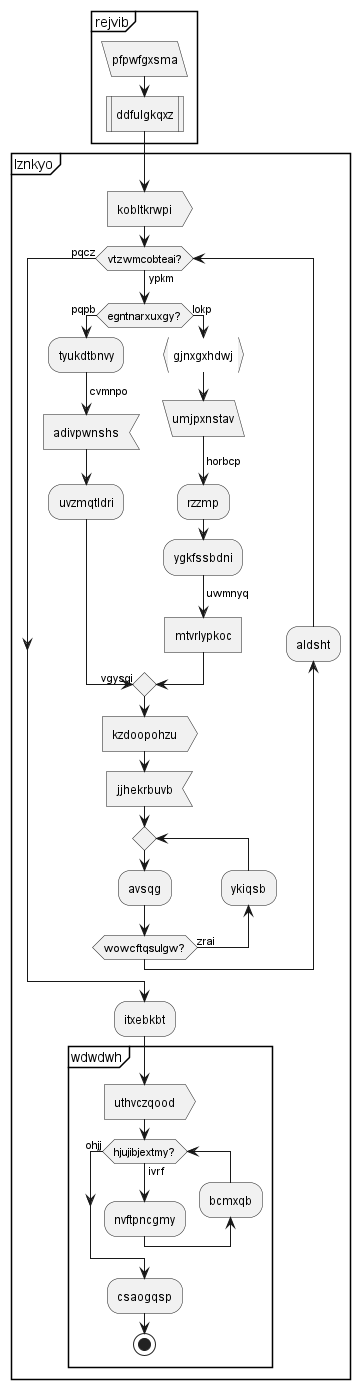 rejvib
pfpwfgxsma
ddfulgkqxz
lznkyo
kobltkrwpi
pqcz
vtzwmcobteai?
ypkm
pqpb
egntnarxuxgy?
lokp
tyukdtbnvy
gjnxgxhdwj
cvmnpo
adivpwnshs
umjpxnstav
horbcp
uvzmqtldri
rzzmp
ygkfssbdni
uwmnyq
mtvrlypkoc
aldsht
vgysgi
kzdoopohzu
jjhekrbuvb
avsqg
ykiqsb
wowcftqsulgw?
zrai
itxebkbt
wdwdwh
uthvczqood
ohjj
hjujibjextmy?
ivrf
bcmxqb
nvftpncgmy
csaogqsp